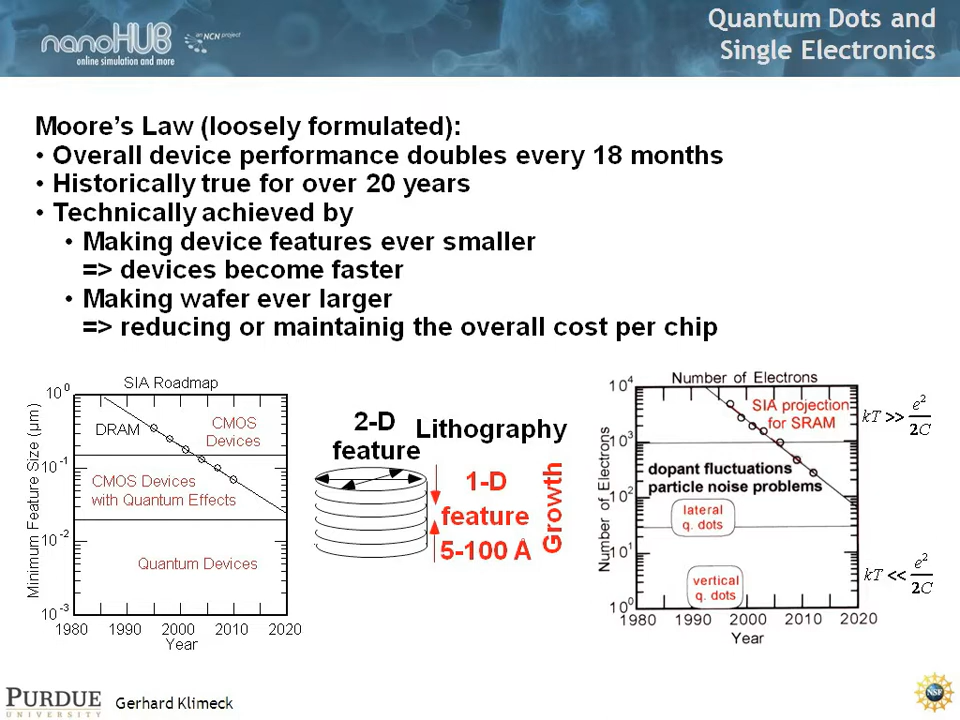 nanoHUB
an NCN project
online simulation and more
Quantum Dots and
Single Electronics
Moore's Law (loosely formulated):
• Overall device performance doubles every 18 months
• Historically true for over 20 years
• Technically achieved by
• Making device features ever smaller
=> devices become faster
• Making wafer ever larger
=> reducing or maintainig the overall cost per chip
SIA Roadmap
Minimum Feature Size (µm)
10^0
10^-1
10^-2
10^-3
DRAM
CMOS
Devices
CMOS Devices
with Quantum Effects
Quantum Devices
1980 1990 2000 2010 2020
Year
2-D
feature
Lithography
1-D
feature
5-100 Å
Growth
Number of Electrons
Number of Electrons
10^4
10^3
10^2
10^1
10^0
SIA projection
for SRAM
dopant fluctuations
particle noise problems
lateral
q. dots
vertical
q. dots
1980 1990 2000 2010 2020
Year
kT >> e^2/2C
kT << e^2/2C
PURDUE
UNIVERSITY
Gerhard Klimeck
NSF